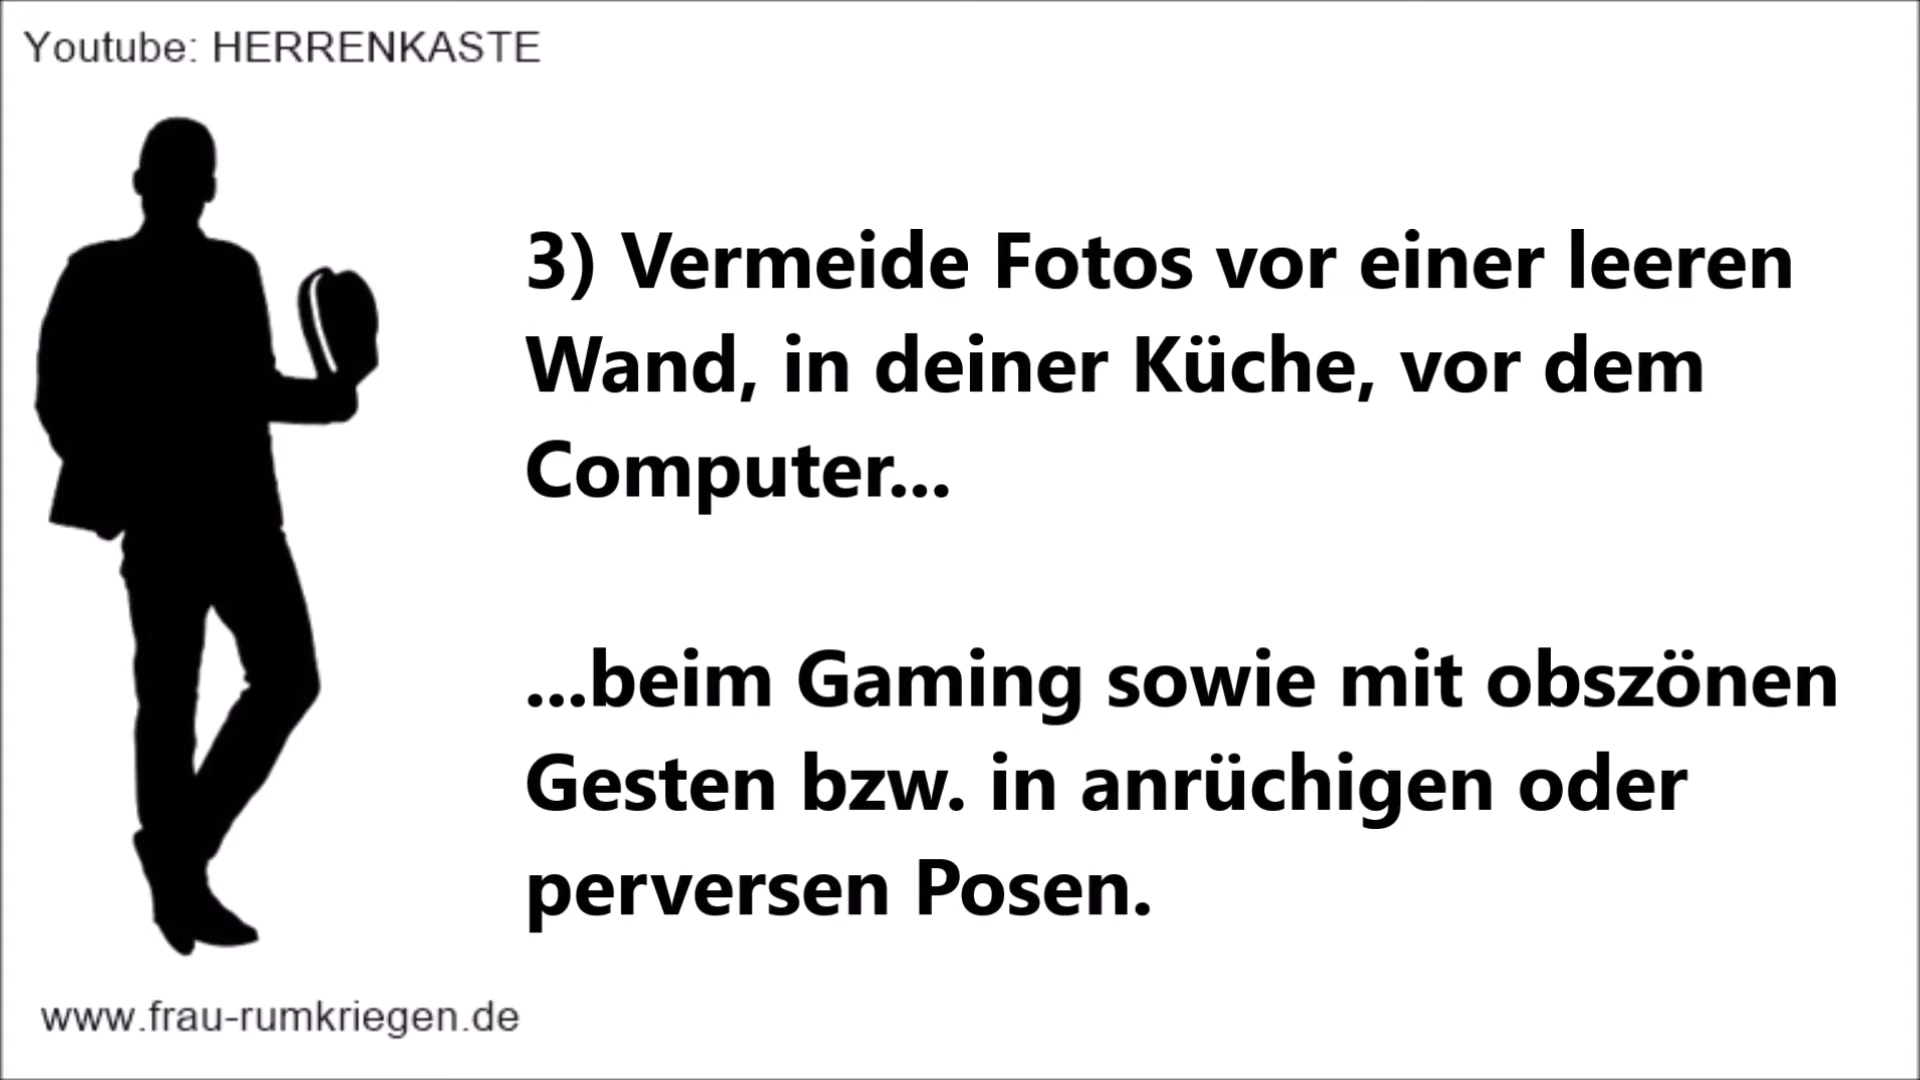 Youtube: HERRENKASTE
3) Vermeide Fotos vor einer leeren
Wand, in deiner Küche, vor dem
Computer...
...beim Gaming sowie mit obszönen
Gesten bzw. in anrüchigen oder
perversen Posen.
www.frau-rumkriegen.de